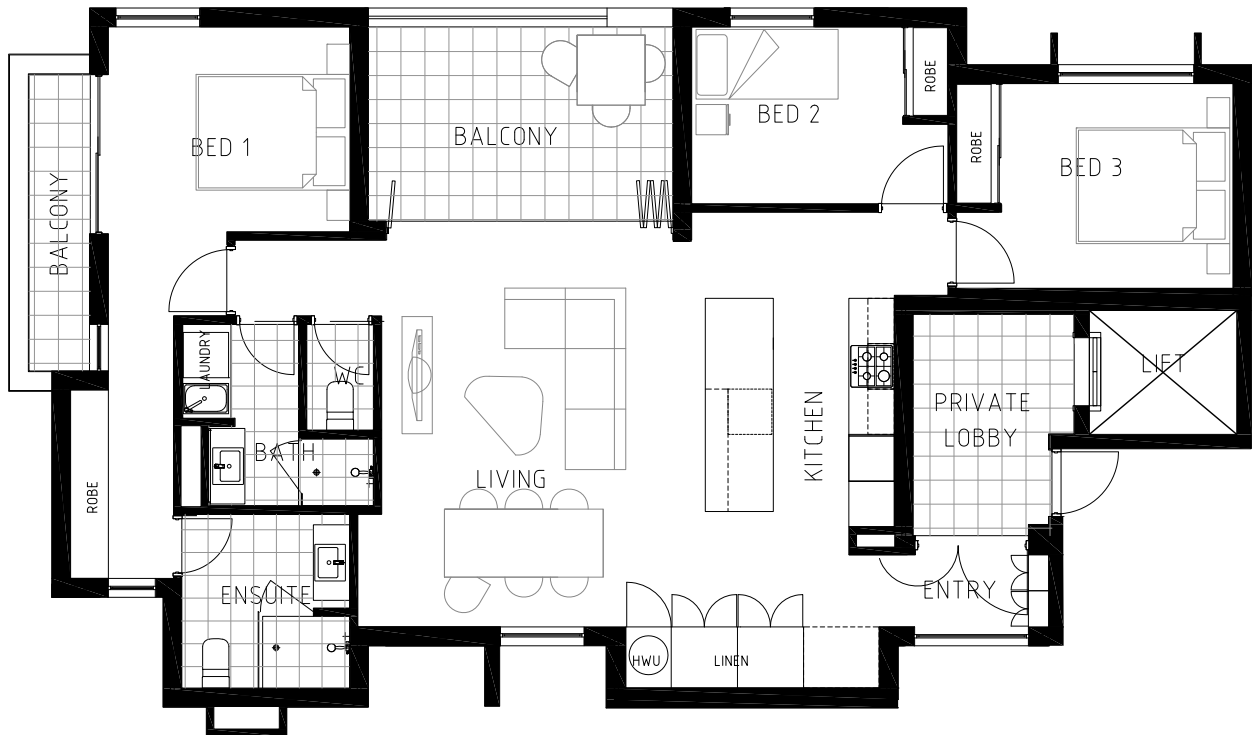 BED 1
BALCONY
BED 2
ROBE
ROBE
BED 3
BALCONY
LAUNDRY
WC
LIFT
PRIVATE
LOBBY
BATH
LIVING
KITCHEN
ROBE
ENSUITE
ENTRY
HWU
LINEN